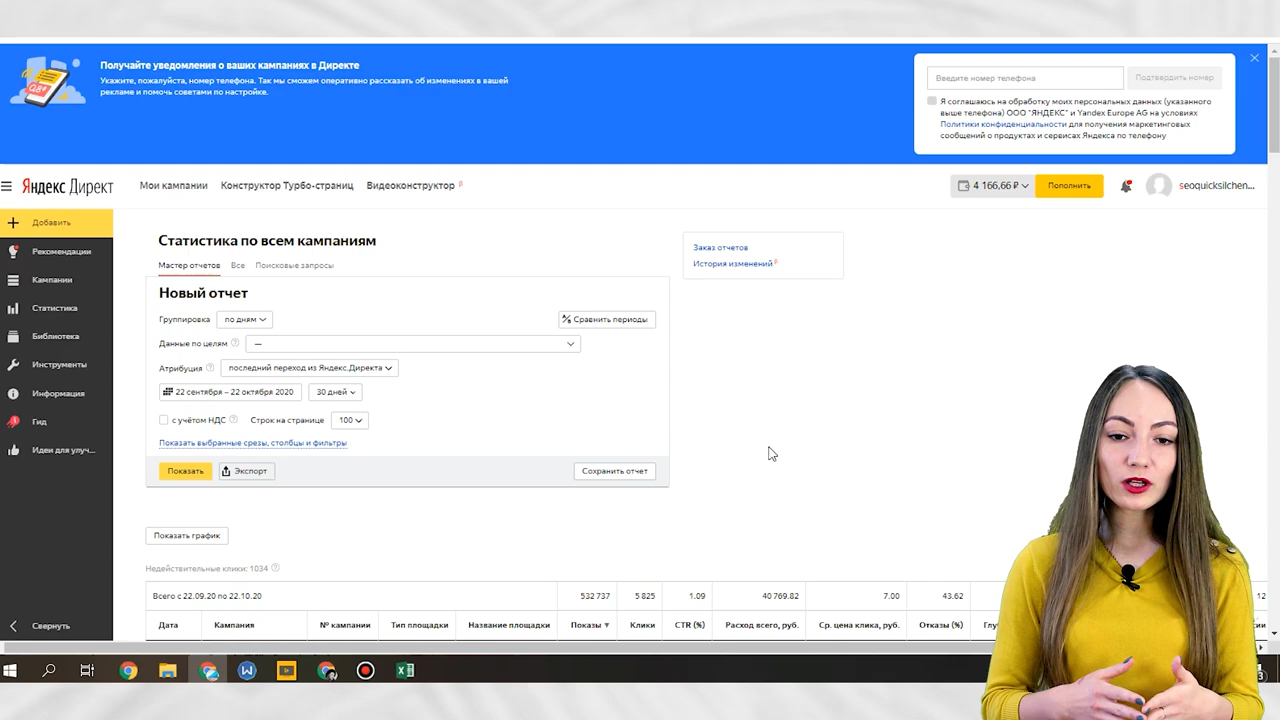 Получайте уведомления о ваших кампаниях в Директе
Укажите, пожалуйста, номер телефона. Так мы сможем оперативно рассказать об изменениях в вашей
рекламе и помочь советами по настройке.
Введите номер телефона
Подтвердить номер
Я соглашаюсь на обработку моих персональных данных (указанного
выше телефона) ООО "ЯНДЕКС" и Yandex Europe AG на условиях
Политики конфиденциальности для получения маркетинговых
сообщений о продуктах и сервисах Яндекса по телефону
Яндекс Директ
Мои кампании
Конструктор Турбо-страниц
Видеоконструктор β
4 166,66 ₽
Пополнить
seoquicksilchen...
Добавить
Рекомендации
Кампании
Статистика
Библиотека
Инструменты
Информация
Гид
Идеи для улуч...
Свернуть
Статистика по всем кампаниям
Мастер отчетов
Все
Поисковые запросы
Заказ отчетов
История изменений β
Новый отчет
Группировка
по дням
Сравнить периоды
Данные по целям
—
Атрибуция
последний переход из Яндекс.Директа
22 сентября – 22 октября 2020
30 дней
с учётом НДС
Строк на странице
100
Показать выбранные срезы, столбцы и фильтры
Показать
Экспорт
Сохранить отчет
Показать график
Недействительные клики: 1034
Всего с 22.09.20 по 22.10.20
532 737
5 825
1.09
40 769.82
7.00
43.62
12
Дата
Кампания
№ кампании
Тип площадки
Название площадки
Показы ▼
Клики
CTR (%)
Расход всего, руб.
Ср. цена клика, руб.
Отказы (%)